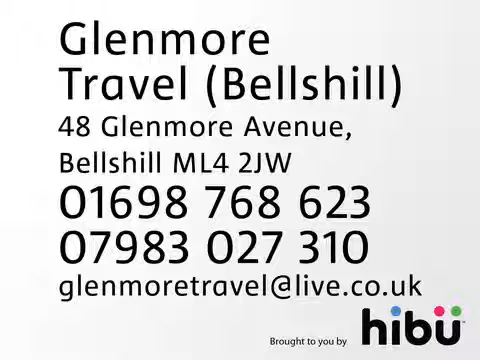 Glenmore
Travel (Bellshill)
48 Glenmore Avenue,
Bellshill ML4 2JW
01698 768 623
07983 027 310
glenmoretravel@live.co.uk
Brought to you by hibü™